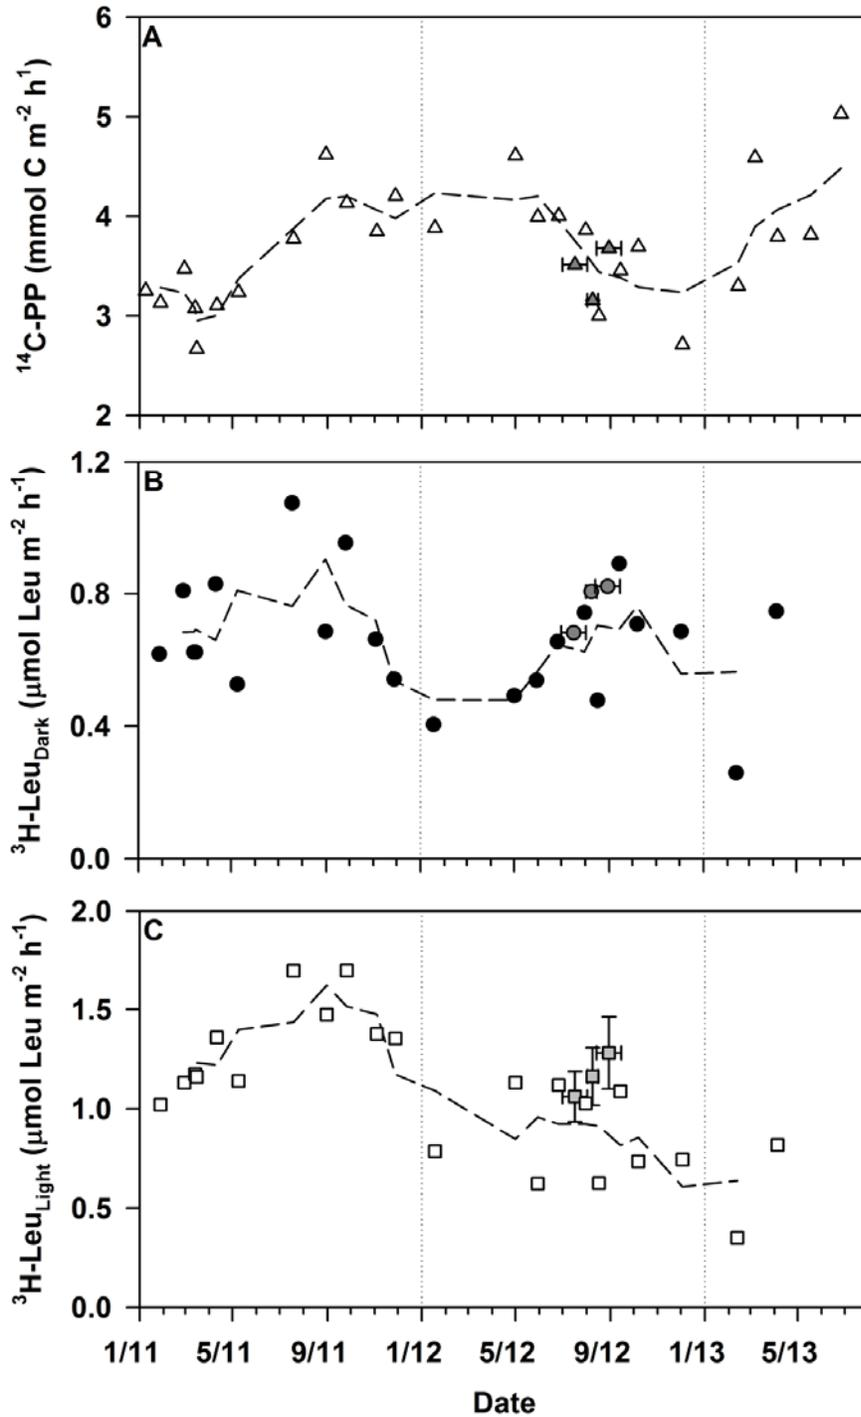 6
A
5
4
3
2
¹⁴C-PP (mmol C m⁻² h⁻¹)
1.2
B
0.8
0.4
0.0
³H-Leu_Dark (μmol Leu m⁻² h⁻¹)
2.0
C
1.5
1.0
0.5
0.0
³H-Leu_Light (μmol Leu m⁻² h⁻¹)
1/11 5/11 9/11 1/12 5/12 9/12 1/13 5/13
Date